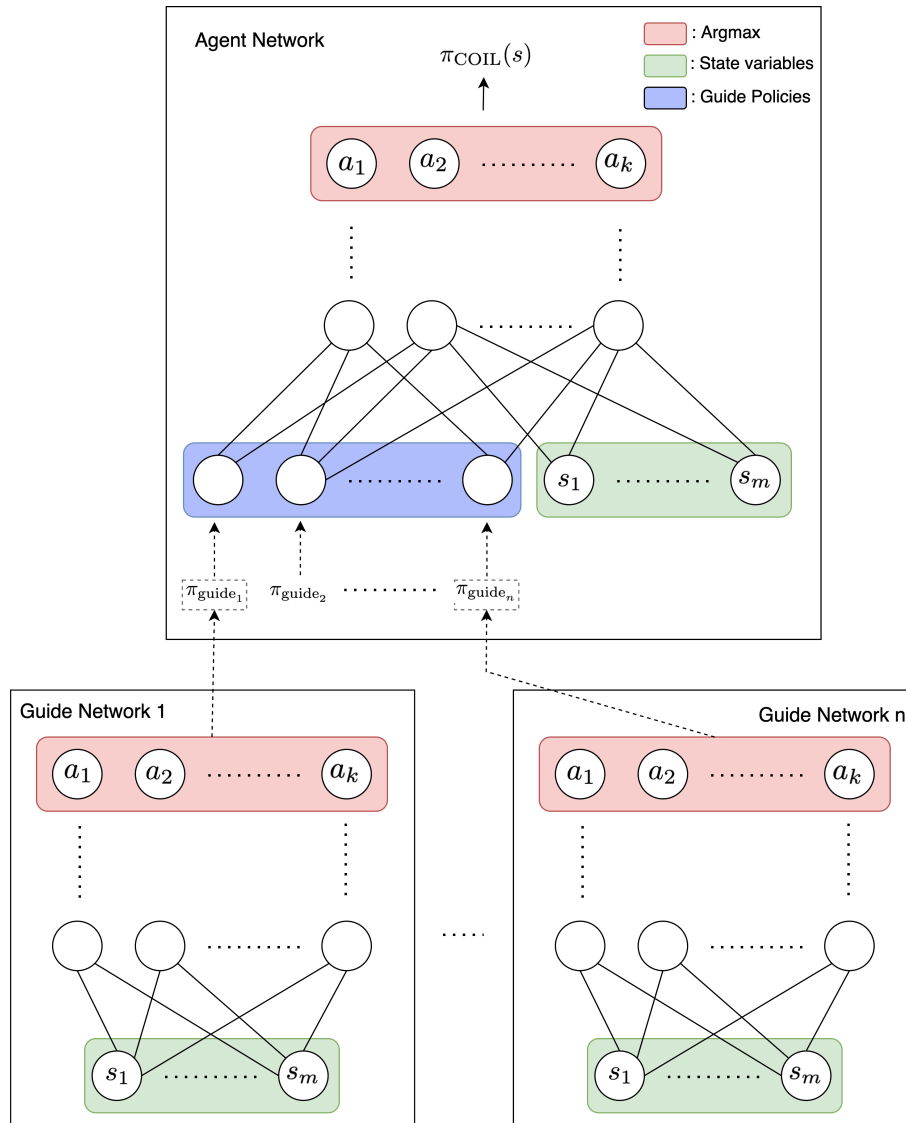 Agent Network
: Argmax
: State variables
: Guide Policies
π_COIL(s)
a_1 a_2 ·········· a_k
s_1 ·········· s_m
π_guide_1 π_guide_2 ·········· π_guide_n
Guide Network 1
a_1 a_2 ·········· a_k
s_1 ·········· s_m
·····
Guide Network n
a_1 a_2 ·········· a_k
s_1 ·········· s_m